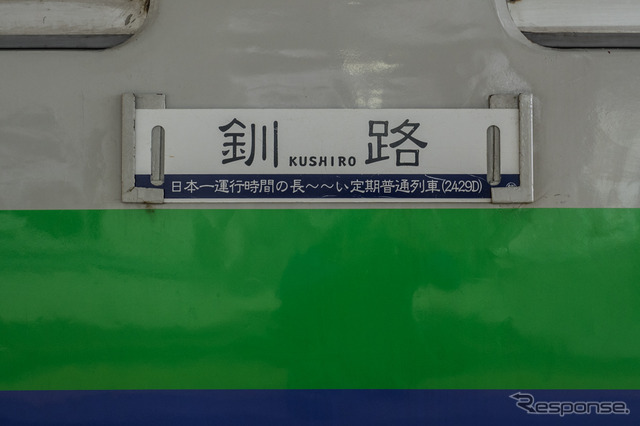 釧 KUSHIRO 路
日本一運行時間の長〜〜い定期普通列車(2429D)
Response.